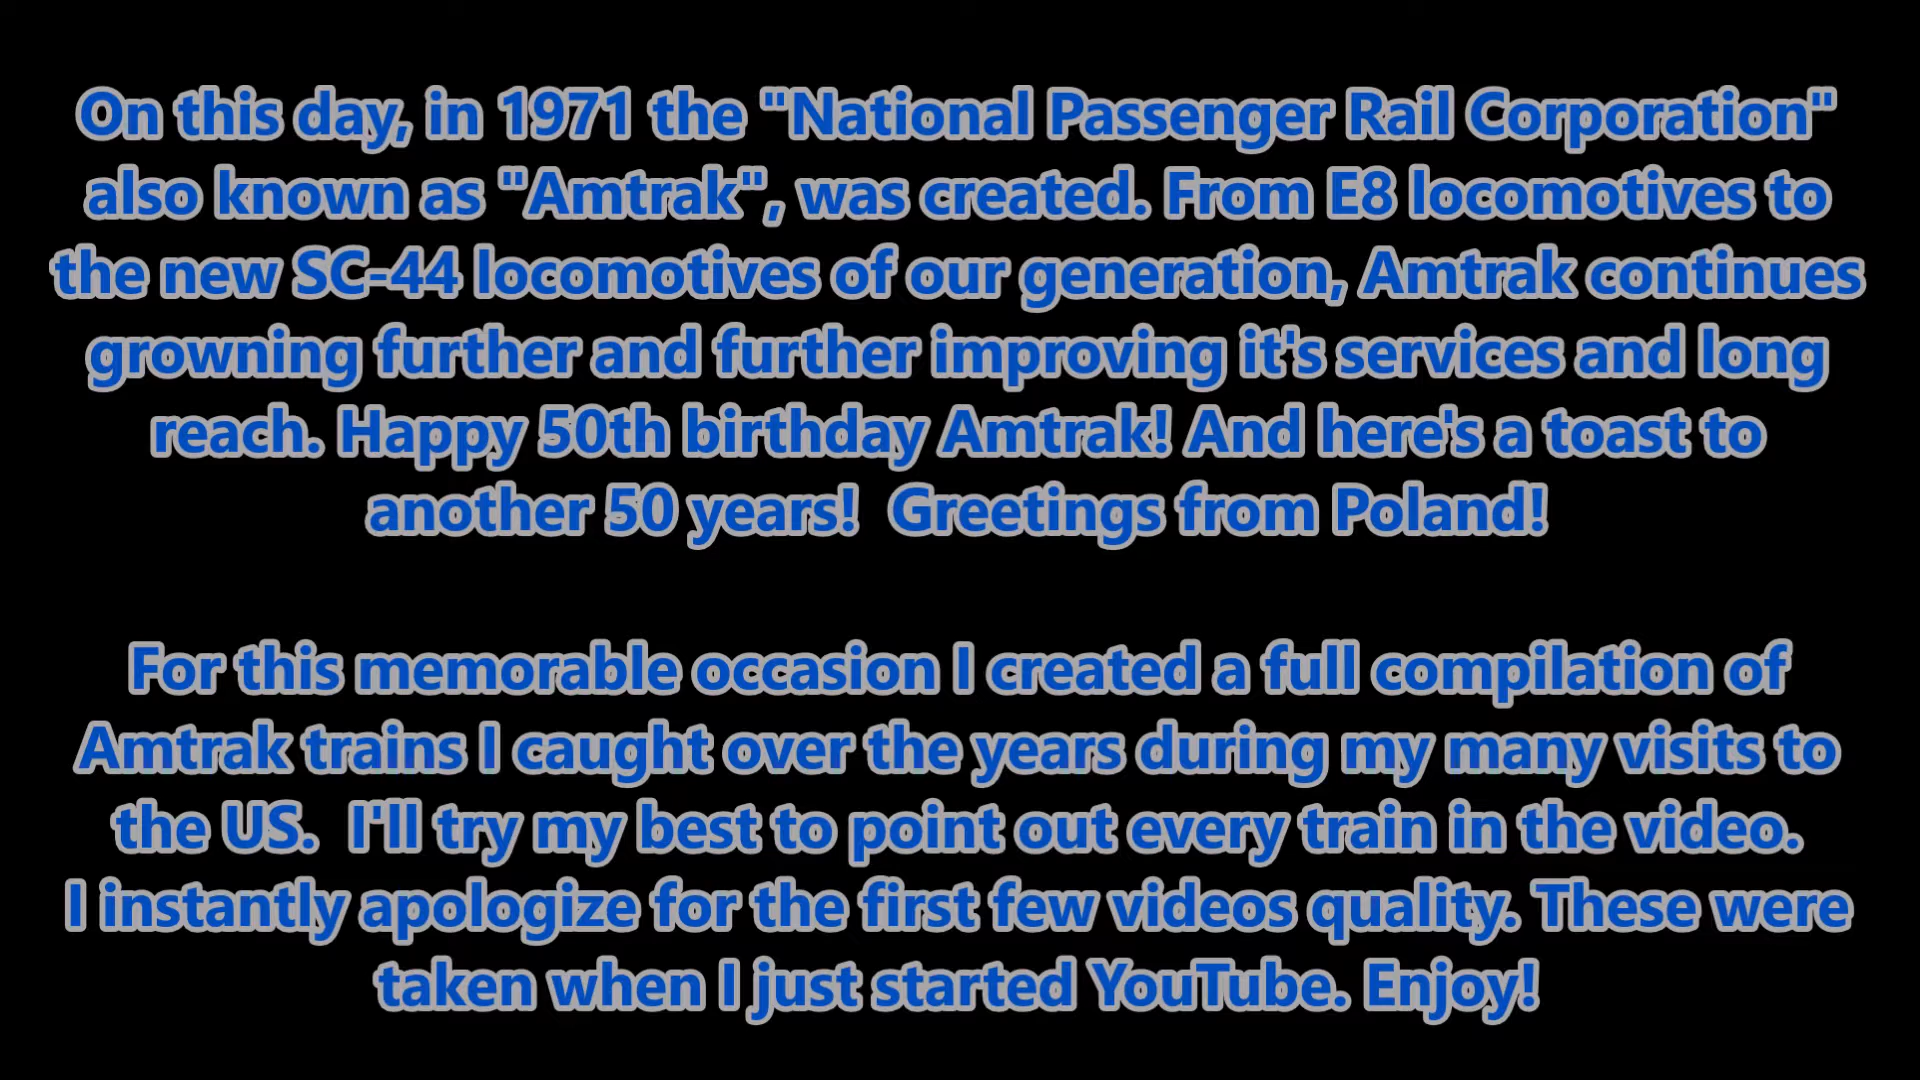 On this day, in 1971 the "National Passenger Rail Corporation"
also known as "Amtrak", was created. From E8 locomotives to
the new SC-44 locomotives of our generation, Amtrak continues
growning further and further improving it's services and long
reach. Happy 50th birthday Amtrak! And here's a toast to
another 50 years!  Greetings from Poland!
For this memorable occasion I created a full compilation of
Amtrak trains I caught over the years during my many visits to
the US.  I'll try my best to point out every train in the video.
I instantly apologize for the first few videos quality. These were
taken when I just started YouTube. Enjoy!